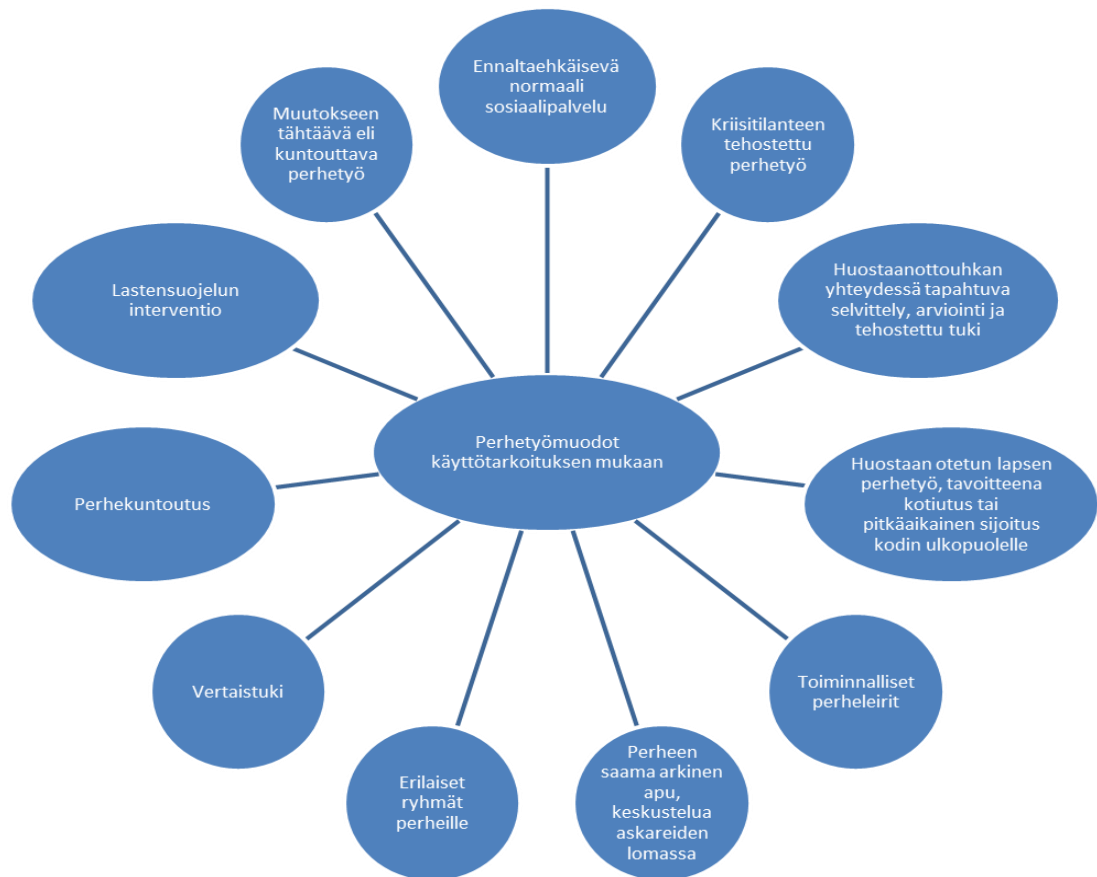 Ennaltaehkäisevä
normaali
sosiaalipalvelu
Kriisitilanteen
tehostettu
perhetyö
Huostaanottouhkan
yhteydessä tapahtuva
selvittely, arviointi ja
tehostettu tuki
Huostaan otetun lapsen
perhetyö, tavoitteena
kotiutus tai
pitkäaikainen sijoitus
kodin ulkopuolelle
Toiminnalliset
perheleirit
Perheen
saama arkinen
apu,
keskustelua
askareiden
lomassa
Erilaiset
ryhmät
perheille
Vertaistuki
Perhekuntoutus
Lastensuojelun
interventio
Muutokseen
tähtäävä eli
kuntouttava
perhetyö
Perhetyömuodot
käyttötarkoituksen mukaan